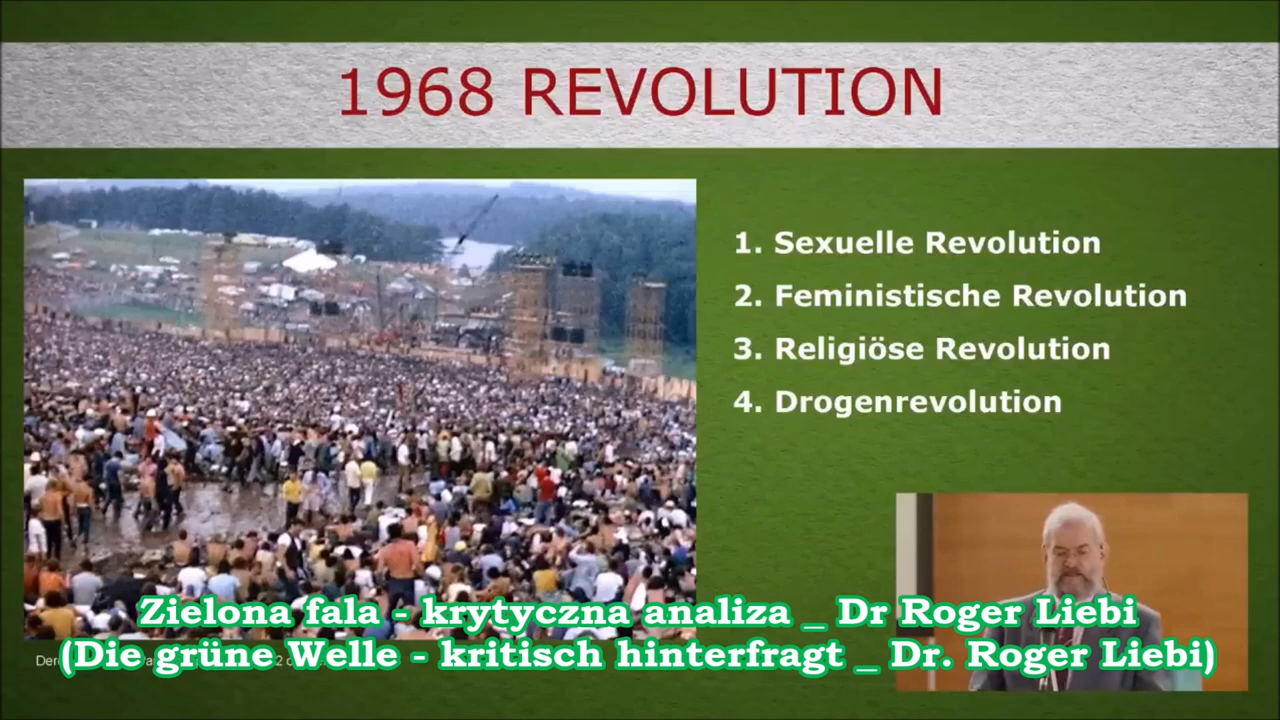 1968 REVOLUTION
1. Sexuelle Revolution
2. Feministische Revolution
3. Religiöse Revolution
4. Drogenrevolution
Zielona fala - krytyczna analiza _ Dr Roger Liebi
(Die grüne Welle - kritisch hinterfragt _ Dr. Roger Liebi)